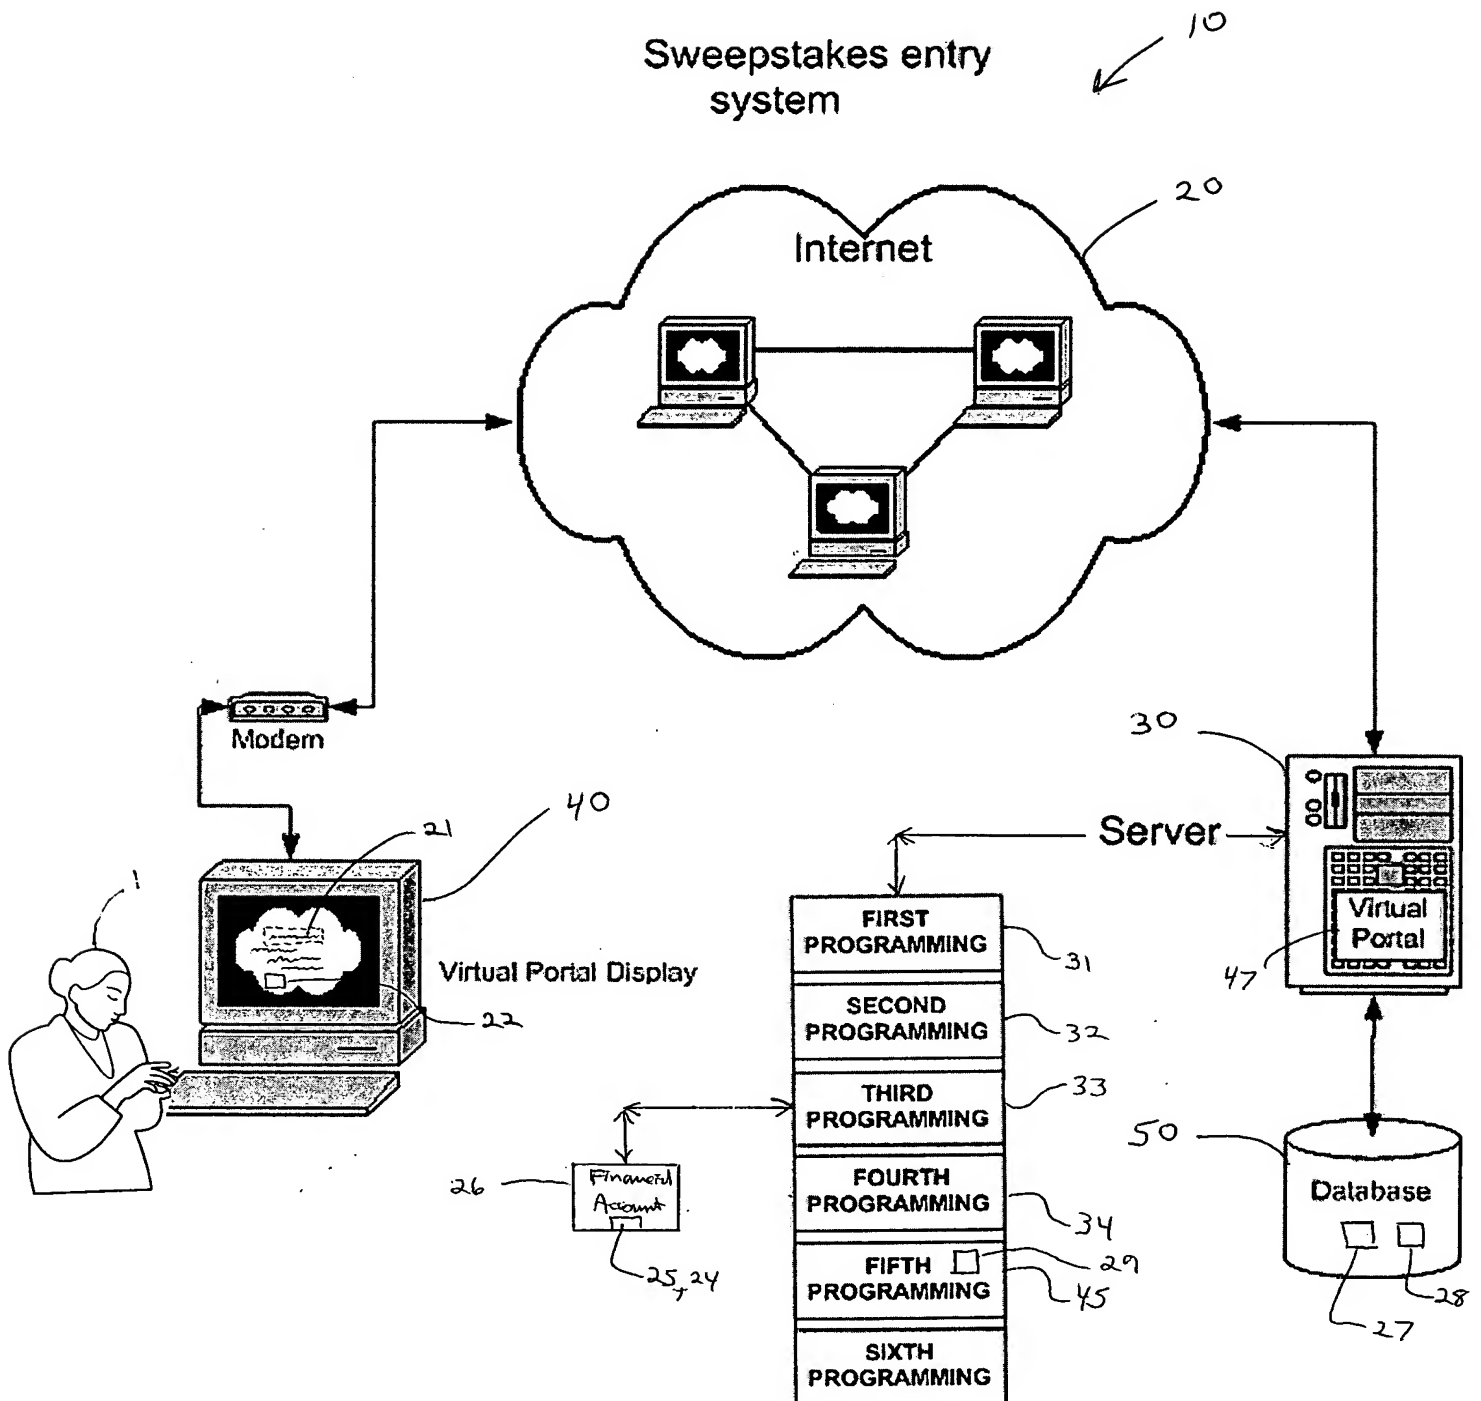 Sweepstakes entry
system
10
20
Internet
Modem
30
40
21
Server
1
FIRST
PROGRAMMING
31
Virtual
Portal
47
Virtual Portal Display
22
SECOND
PROGRAMMING
32
THIRD
PROGRAMMING
33
50
26
Financial
Account
25+24
FOURTH
PROGRAMMING
34
Database
FIFTH
PROGRAMMING
29
45
27
28
SIXTH
PROGRAMMING